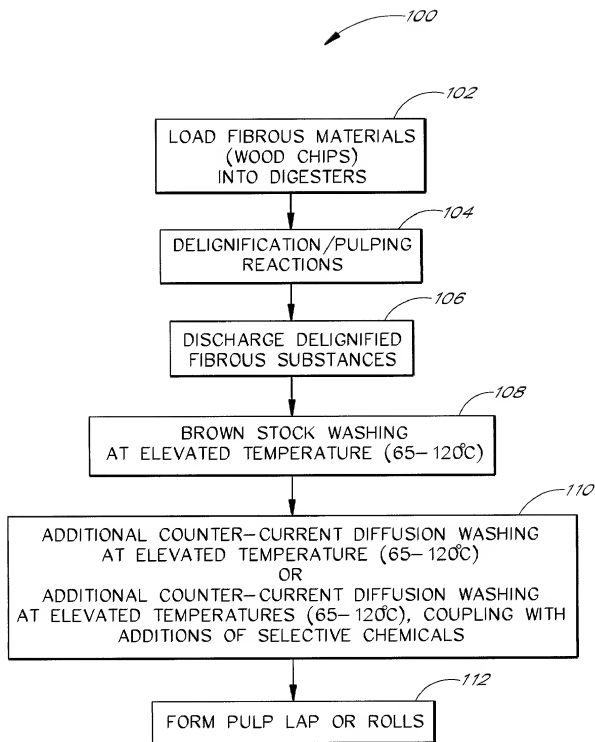 100
102
LOAD FIBROUS MATERIALS
(WOOD CHIPS)
INTO DIGESTERS
104
DELIGNIFICATION/PULPING
REACTIONS
106
DISCHARGE DELIGNIFIED
FIBROUS SUBSTANCES
108
BROWN STOCK WASHING
AT ELEVATED TEMPERATURE (65–120°C)
110
ADDITIONAL COUNTER–CURRENT DIFFUSION WASHING
AT ELEVATED TEMPERATURE (65–120°C)
OR
ADDITIONAL COUNTER–CURRENT DIFFUSION WASHING
AT ELEVATED TEMPERATURES (65–120°C), COUPLING WITH
ADDITIONS OF SELECTIVE CHEMICALS
112
FORM PULP LAP OR ROLLS